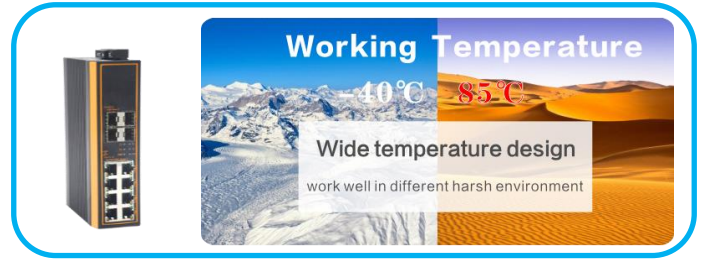 Working Temperature
40℃ 85℃
Wide temperature design
work well in different harsh environment